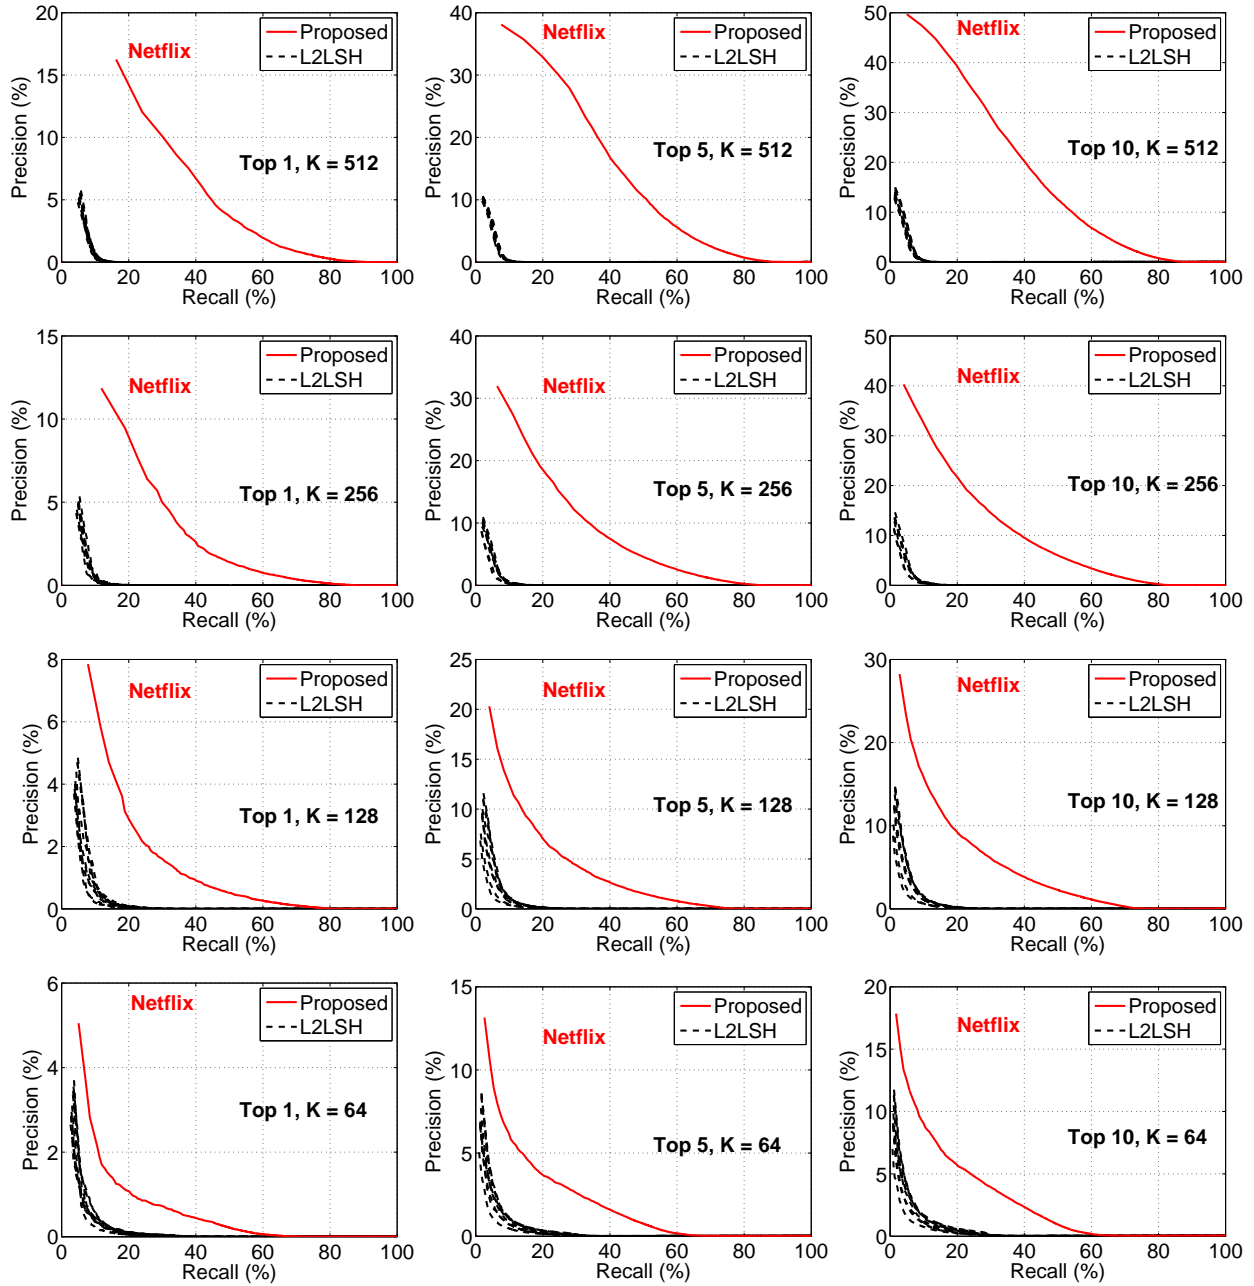 20
15
10
5
0
0 20 40 60 80 100
Precision (%)
Recall (%)
Netflix
Proposed
L2LSH
Top 1, K = 512
40
30
20
10
0
0 20 40 60 80 100
Precision (%)
Recall (%)
Netflix
Proposed
L2LSH
Top 5, K = 512
50
40
30
20
10
0
0 20 40 60 80 100
Precision (%)
Recall (%)
Netflix
Proposed
L2LSH
Top 10, K = 512
15
10
5
0
0 20 40 60 80 100
Precision (%)
Recall (%)
Netflix
Proposed
L2LSH
Top 1, K = 256
40
30
20
10
0
0 20 40 60 80 100
Precision (%)
Recall (%)
Netflix
Proposed
L2LSH
Top 5, K = 256
50
40
30
20
10
0
0 20 40 60 80 100
Precision (%)
Recall (%)
Netflix
Proposed
L2LSH
Top 10, K = 256
8
6
4
2
0
0 20 40 60 80 100
Precision (%)
Recall (%)
Netflix
Proposed
L2LSH
Top 1, K = 128
25
20
15
10
5
0
0 20 40 60 80 100
Precision (%)
Recall (%)
Netflix
Proposed
L2LSH
Top 5, K = 128
30
20
10
0
0 20 40 60 80 100
Precision (%)
Recall (%)
Netflix
Proposed
L2LSH
Top 10, K = 128
6
4
2
0
0 20 40 60 80 100
Precision (%)
Recall (%)
Netflix
Proposed
L2LSH
Top 1, K = 64
15
10
5
0
0 20 40 60 80 100
Precision (%)
Recall (%)
Netflix
Proposed
L2LSH
Top 5, K = 64
20
15
10
5
0
0 20 40 60 80 100
Precision (%)
Recall (%)
Netflix
Proposed
L2LSH
Top 10, K = 64